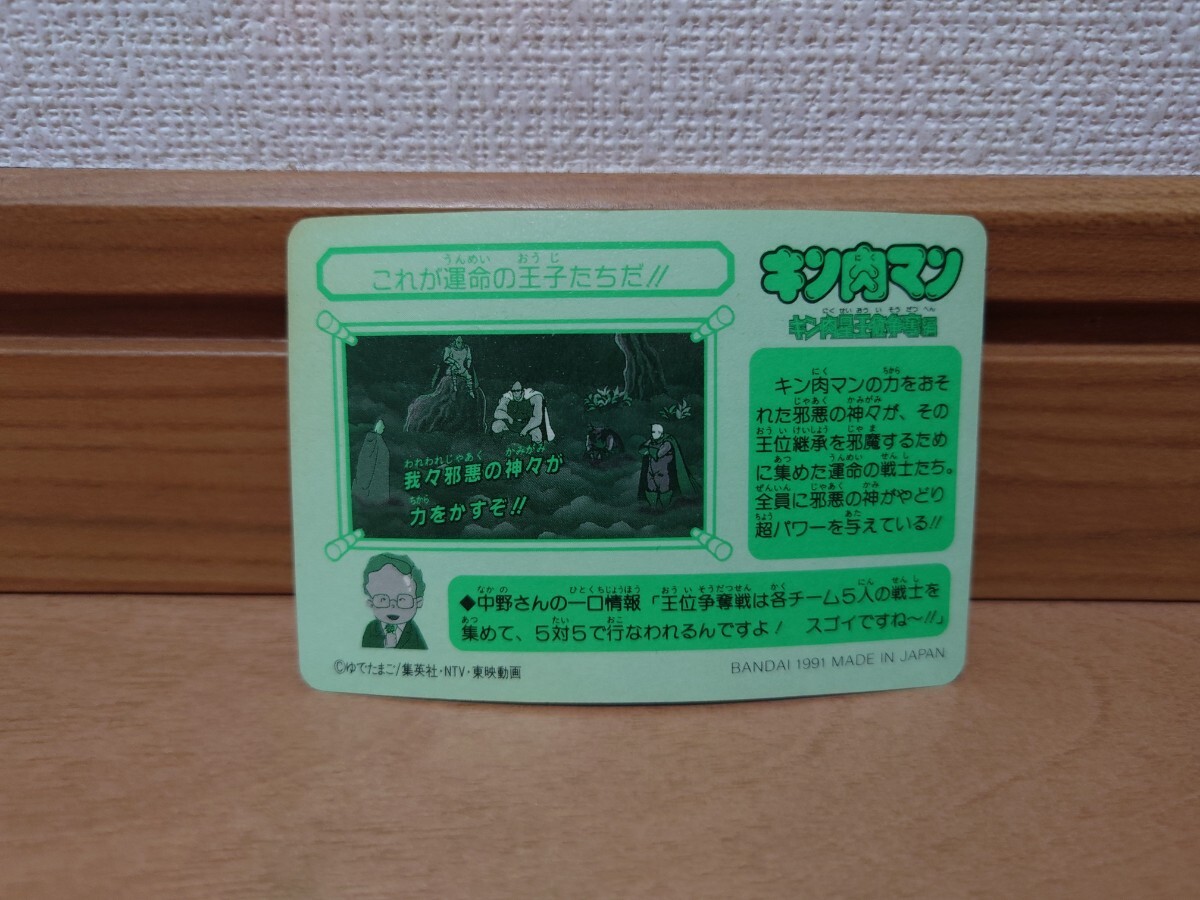 これが運命の王子たちだ!!
キン肉マン
キン肉星王位争奪編
我々邪悪の神々が
力をかすぞ!!
キン肉マンの力をおそ
れた邪悪の神々が、その
王位継承を邪魔するため
に集めた運命の戦士たち。
全員に邪悪の神がやどり
超パワーを与えている!!
◆中野さんの一口情報「王位争奪戦は各チーム5人の戦士を
集めて、5対5で行なわれるんですよ! スゴイですね〜!!」
©ゆでたまご/集英社・NTV・東映動画
BANDAI 1991 MADE IN JAPAN